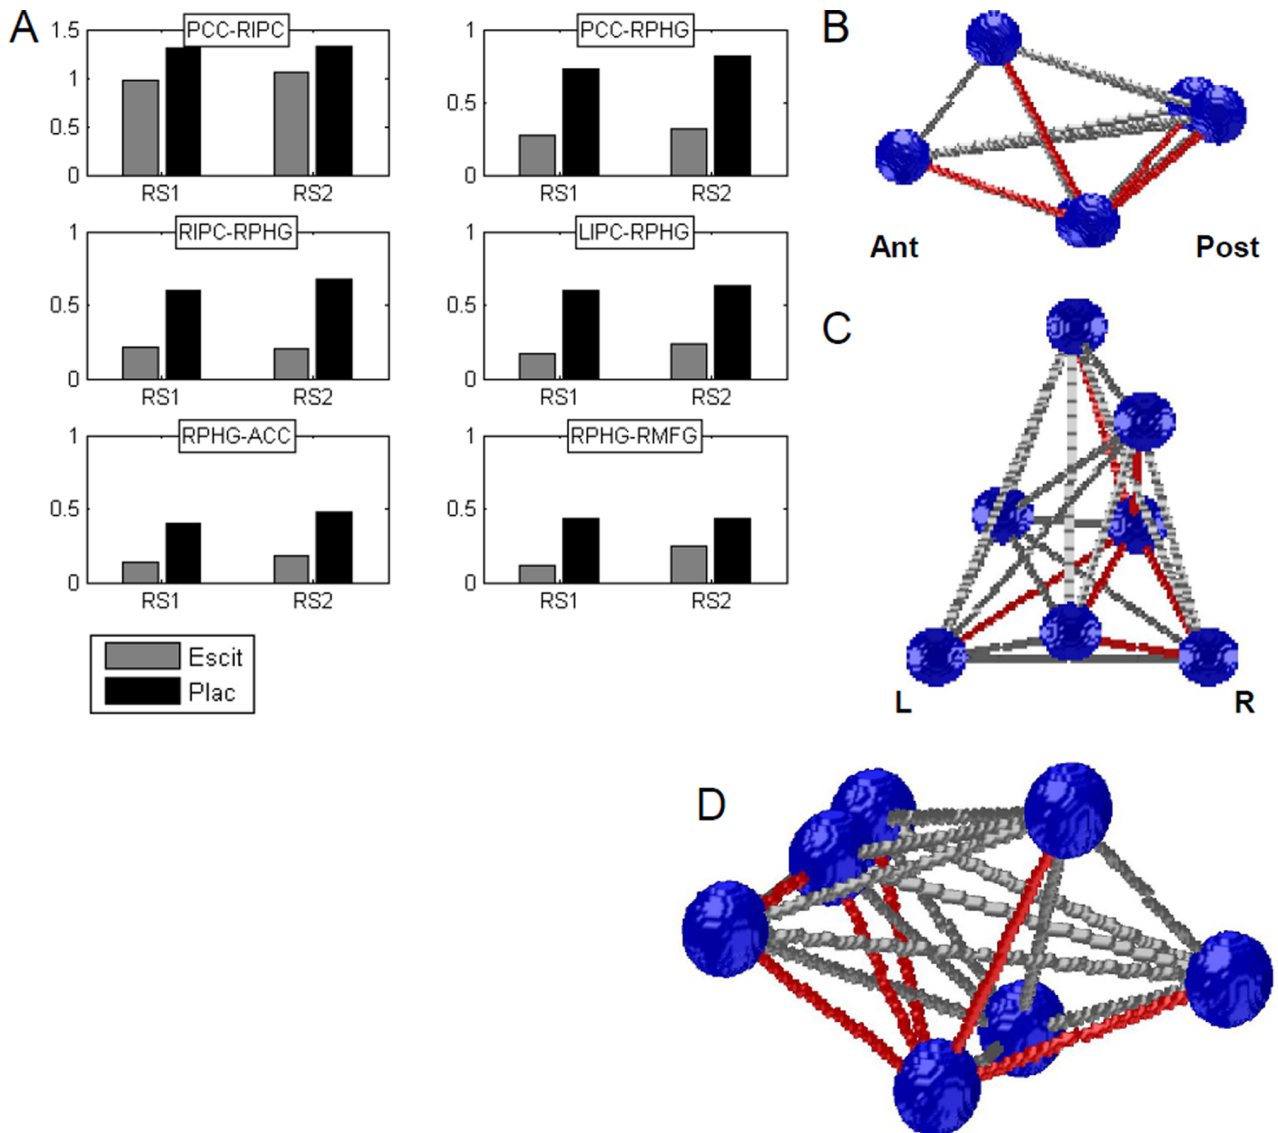 A
PCC-RIPC
1.5
1
0.5
0
RS1 RS2
PCC-RPHG
1
0.5
0
RS1 RS2
RIPC-RPHG
1
0.5
0
RS1 RS2
LIPC-RPHG
1
0.5
0
RS1 RS2
RPHG-ACC
1
0.5
0
RS1 RS2
RPHG-RMFG
1
0.5
0
RS1 RS2
Escit
Plac
B
Ant Post
C
L R
D